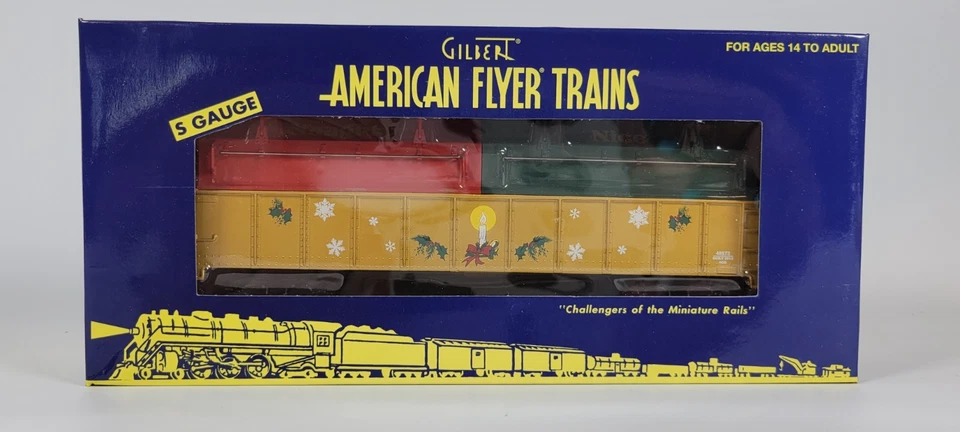 GILBERT®
FOR AGES 14 TO ADULT
AMERICAN FLYER® TRAINS
S GAUGE
"Challengers of the Miniature Rails"